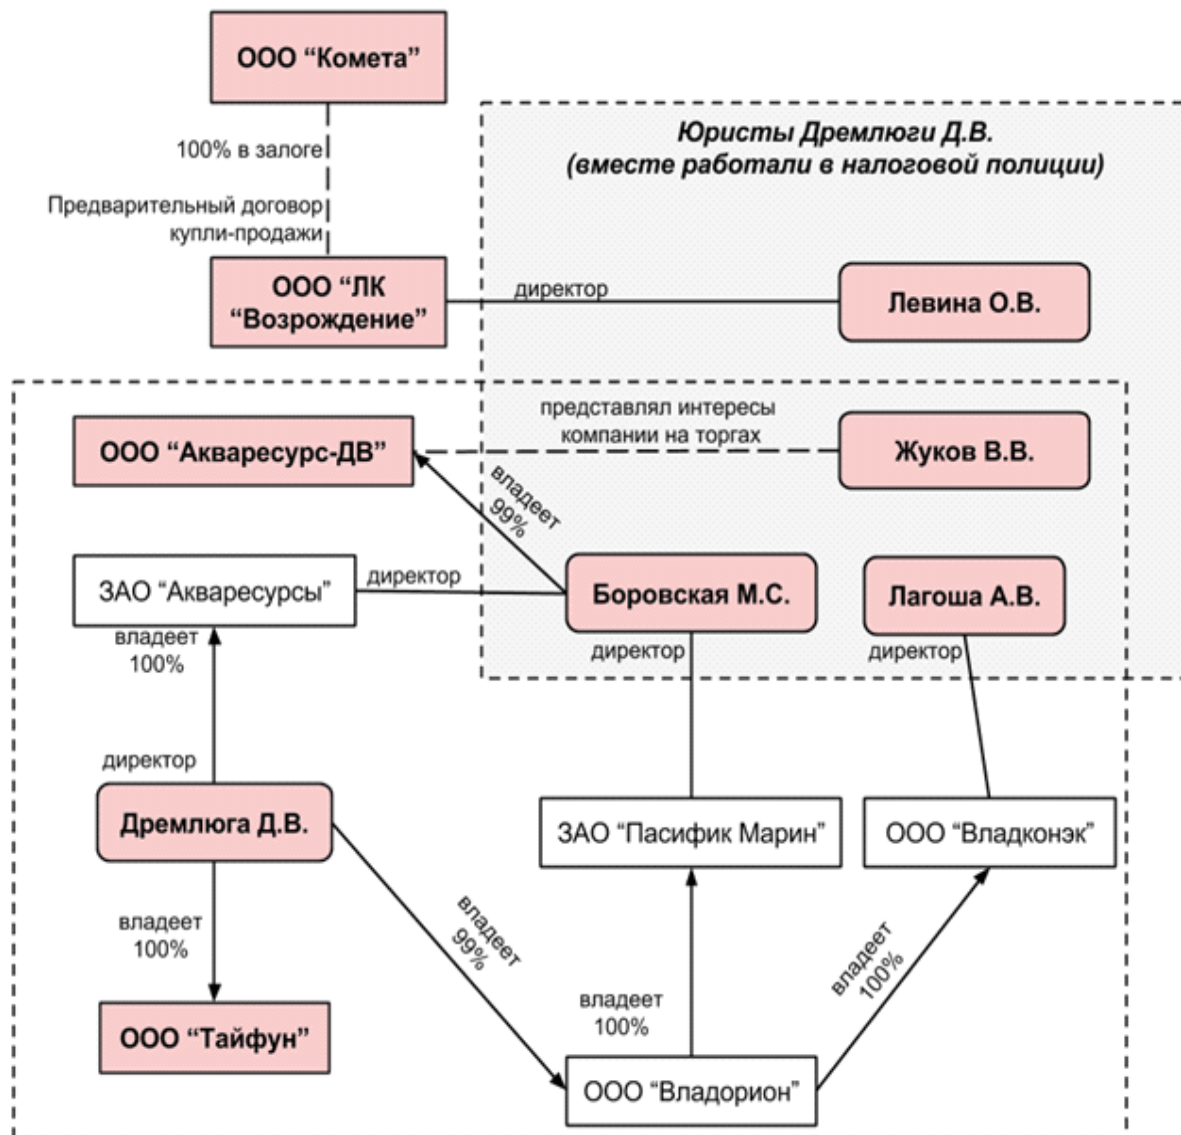 ООО “Комета”
100% в залоге
Предварительный договор
купли-продажи
ООО “ЛК
“Возрождение”
Юристы Дремлюги Д.В.
(вместе работали в налоговой полиции)
директор
Левина О.В.
ООО “Акваресурс-ДВ”
представлял интересы
компании на торгах
Жуков В.В.
владеет
99%
ЗАО “Акваресурсы”
директор
Боровская М.С.
Лагоша А.В.
владеет
100%
директор
директор
директор
Дремлюга Д.В.
ЗАО “Пасифик Марин”
ООО “Владконэк”
владеет
100%
владеет
99%
владеет
100%
владеет
100%
ООО “Тайфун”
ООО “Владорион”